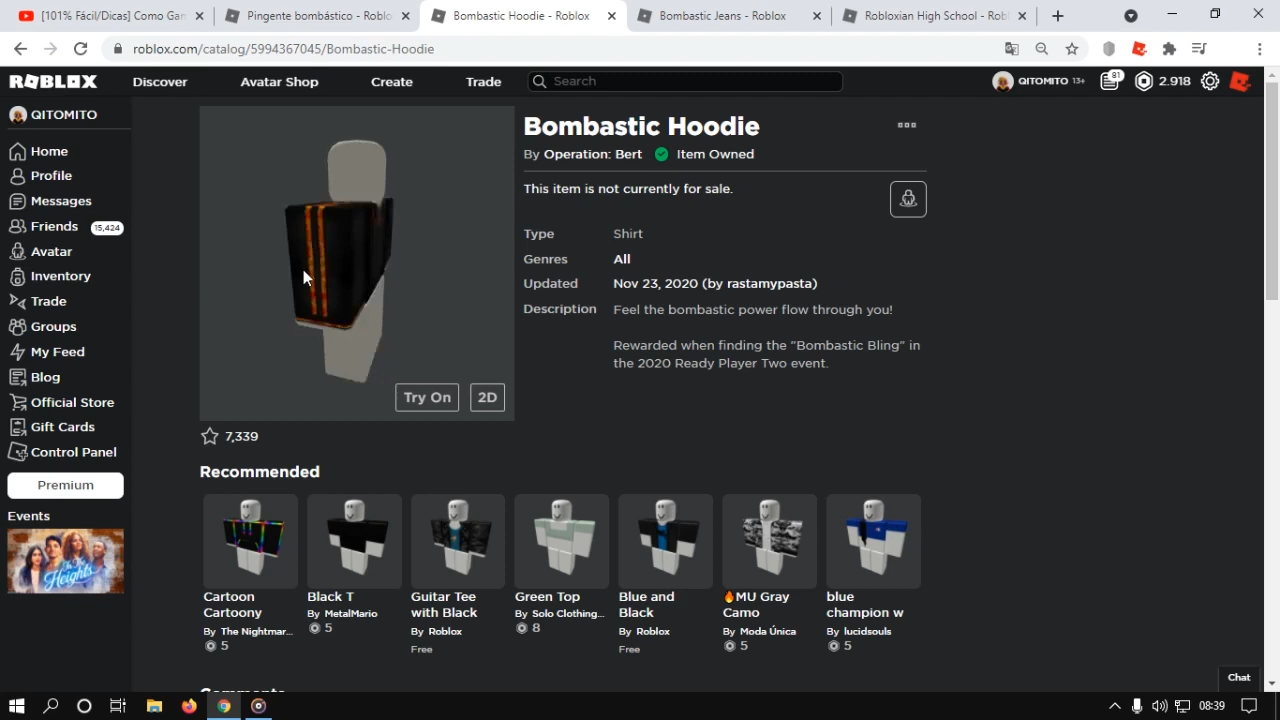 [101% Fácil/Dicas] Como Gan
Pingente bombástico - Roblo
Bombastic Hoodie - Roblox
Bombastic Jeans - Roblox
Robloxian High School - Rob
roblox.com/catalog/5994367045/Bombastic-Hoodie
ROBLOX
Discover
Avatar Shop
Create
Trade
Search
QITOMITO 13+
81
2.918
QITOMITO
Home
Profile
Messages
Friends 15,424
Avatar
Inventory
Trade
Groups
My Feed
Blog
Official Store
Gift Cards
Control Panel
Premium
Events
In The Heights
Bombastic Hoodie
By Operation: Bert Item Owned
This item is not currently for sale.
Type Shirt
Genres All
Updated Nov 23, 2020 (by rastamypasta)
Description Feel the bombastic power flow through you!
Rewarded when finding the "Bombastic Bling" in
the 2020 Ready Player Two event.
Try On
2D
7,339
Recommended
Cartoon
Cartoony
By The Nightmar...
5
Black T
By MetalMario
5
Guitar Tee
with Black
By Roblox
Free
Green Top
By Solo Clothing...
8
Blue and
Black
By Roblox
Free
🔥MU Gray
Camo
By Moda Única
5
blue
champion w
By lucidsouls
5
Comments
Chat
08:39